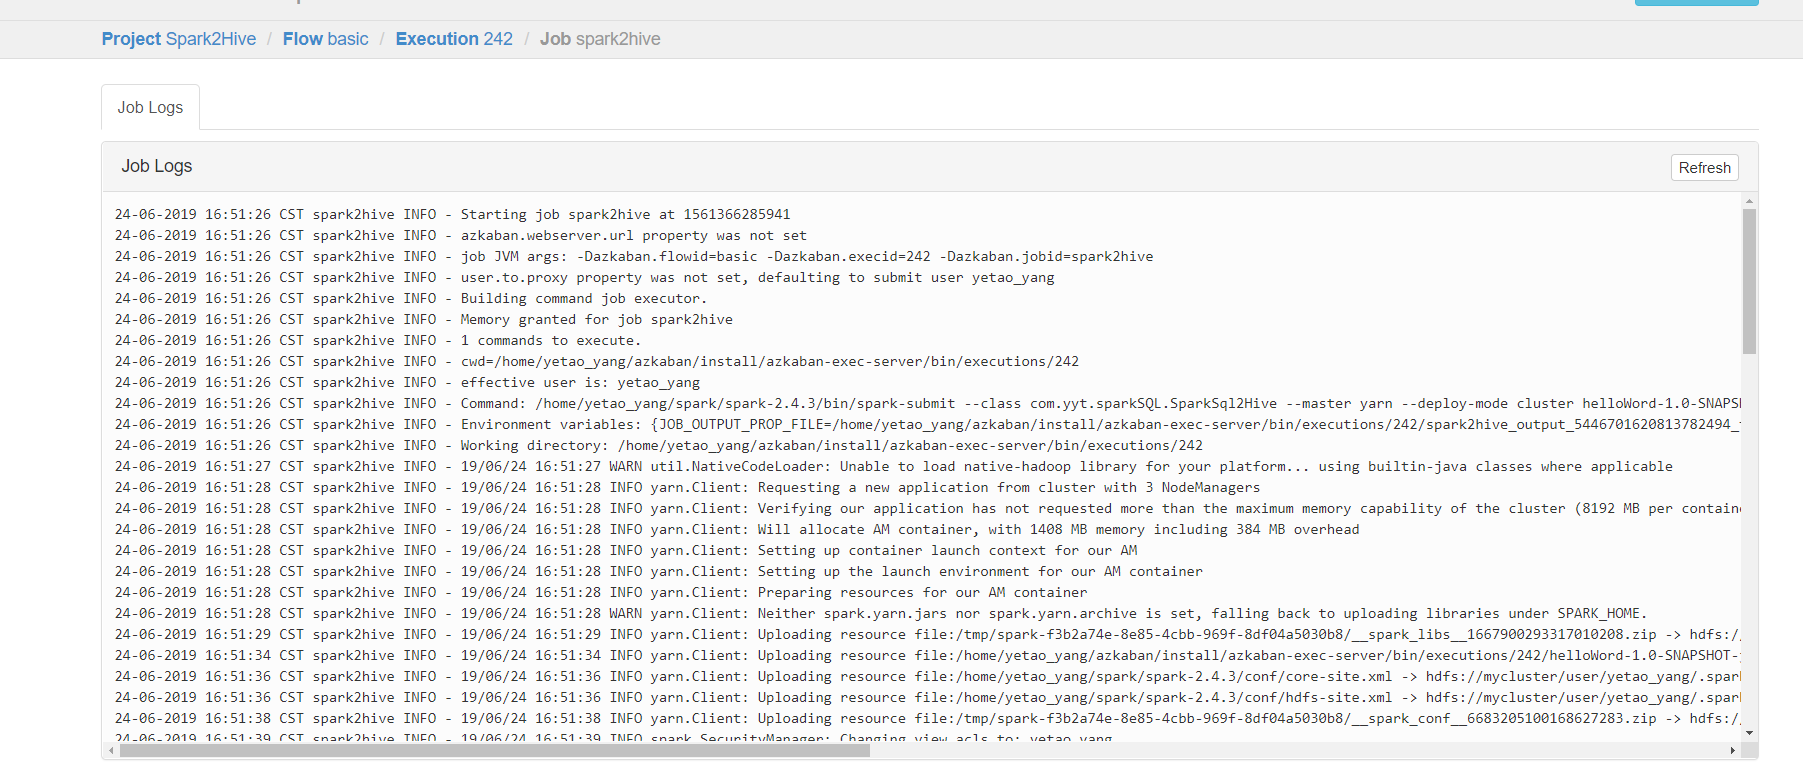 Project Spark2Hive / Flow basic / Execution 242 / Job spark2hive
Job Logs
Job Logs
Refresh
24-06-2019 16:51:26 CST spark2hive INFO - Starting job spark2hive at 1561366285941
24-06-2019 16:51:26 CST spark2hive INFO - azkaban.webserver.url property was not set
24-06-2019 16:51:26 CST spark2hive INFO - job JVM args: -Dazkaban.flowid=basic -Dazkaban.execid=242 -Dazkaban.jobid=spark2hive
24-06-2019 16:51:26 CST spark2hive INFO - user.to.proxy property was not set, defaulting to submit user yetao_yang
24-06-2019 16:51:26 CST spark2hive INFO - Building command job executor.
24-06-2019 16:51:26 CST spark2hive INFO - Memory granted for job spark2hive
24-06-2019 16:51:26 CST spark2hive INFO - 1 commands to execute.
24-06-2019 16:51:26 CST spark2hive INFO - cwd=/home/yetao_yang/azkaban/install/azkaban-exec-server/bin/executions/242
24-06-2019 16:51:26 CST spark2hive INFO - effective user is: yetao_yang
24-06-2019 16:51:26 CST spark2hive INFO - Command: /home/yetao_yang/spark/spark-2.4.3/bin/spark-submit --class com.yyt.sparkSQL.SparkSql2Hive --master yarn --deploy-mode cluster helloWord-1.0-SNAPS
24-06-2019 16:51:26 CST spark2hive INFO - Environment variables: {JOB_OUTPUT_PROP_FILE=/home/yetao_yang/azkaban/install/azkaban-exec-server/bin/executions/242/spark2hive_output_5446701620813782494_
24-06-2019 16:51:26 CST spark2hive INFO - Working directory: /home/yetao_yang/azkaban/install/azkaban-exec-server/bin/executions/242
24-06-2019 16:51:27 CST spark2hive INFO - 19/06/24 16:51:27 WARN util.NativeCodeLoader: Unable to load native-hadoop library for your platform... using builtin-java classes where applicable
24-06-2019 16:51:28 CST spark2hive INFO - 19/06/24 16:51:28 INFO yarn.Client: Requesting a new application from cluster with 3 NodeManagers
24-06-2019 16:51:28 CST spark2hive INFO - 19/06/24 16:51:28 INFO yarn.Client: Verifying our application has not requested more than the maximum memory capability of the cluster (8192 MB per contain
24-06-2019 16:51:28 CST spark2hive INFO - 19/06/24 16:51:28 INFO yarn.Client: Will allocate AM container, with 1408 MB memory including 384 MB overhead
24-06-2019 16:51:28 CST spark2hive INFO - 19/06/24 16:51:28 INFO yarn.Client: Setting up container launch context for our AM
24-06-2019 16:51:28 CST spark2hive INFO - 19/06/24 16:51:28 INFO yarn.Client: Setting up the launch environment for our AM container
24-06-2019 16:51:28 CST spark2hive INFO - 19/06/24 16:51:28 INFO yarn.Client: Preparing resources for our AM container
24-06-2019 16:51:28 CST spark2hive INFO - 19/06/24 16:51:28 WARN yarn.Client: Neither spark.yarn.jars nor spark.yarn.archive is set, falling back to uploading libraries under SPARK_HOME.
24-06-2019 16:51:29 CST spark2hive INFO - 19/06/24 16:51:29 INFO yarn.Client: Uploading resource file:/tmp/spark-f3b2a74e-8e85-4cbb-969f-8df04a5030b8/__spark_libs__1667900293317010208.zip -> hdfs:/
24-06-2019 16:51:34 CST spark2hive INFO - 19/06/24 16:51:34 INFO yarn.Client: Uploading resource file:/home/yetao_yang/azkaban/install/azkaban-exec-server/bin/executions/242/helloWord-1.0-SNAPSHOT-
24-06-2019 16:51:36 CST spark2hive INFO - 19/06/24 16:51:36 INFO yarn.Client: Uploading resource file:/home/yetao_yang/spark/spark-2.4.3/conf/core-site.xml -> hdfs://mycluster/user/yetao_yang/.spark
24-06-2019 16:51:36 CST spark2hive INFO - 19/06/24 16:51:36 INFO yarn.Client: Uploading resource file:/home/yetao_yang/spark/spark-2.4.3/conf/hdfs-site.xml -> hdfs://mycluster/user/yetao_yang/.spark
24-06-2019 16:51:38 CST spark2hive INFO - 19/06/24 16:51:38 INFO yarn.Client: Uploading resource file:/tmp/spark-f3b2a74e-8e85-4cbb-969f-8df04a5030b8/__spark_conf__6683205100168627283.zip -> hdfs:/
24-06-2019 16:51:39 CST spark2hive INFO - 19/06/24 16:51:39 INFO spark.SecurityManager: Changing view acls to: yetao_yang